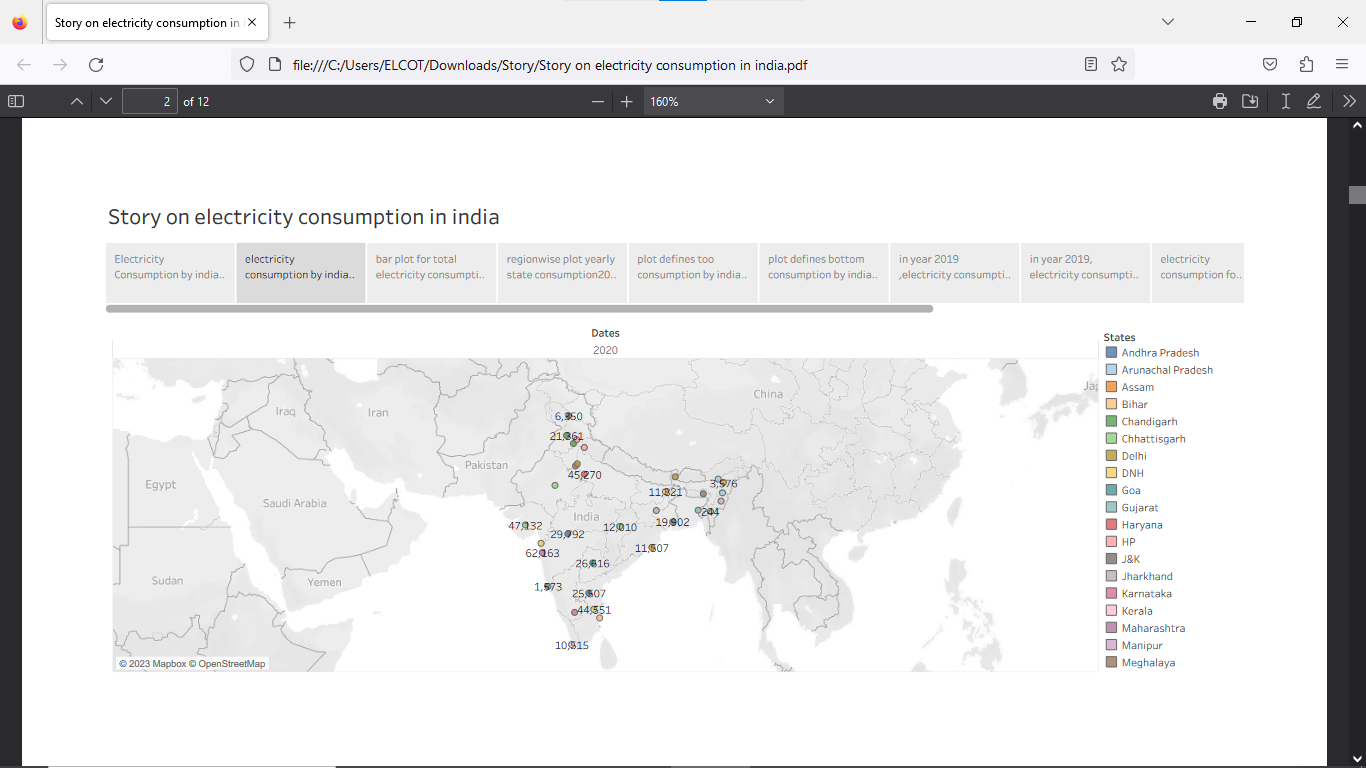 Story on electricity consumption in
file:///C:/Users/ELCOT/Downloads/Story/Story on electricity consumption in india.pdf
2 of 12
160%
Story on electricity consumption in india
Electricity
Consumption by india..
electricity
consumption by india..
bar plot for total
electricity consumpti..
regionwise plot yearly
state consumption20..
plot defines too
consumption by india..
plot defines bottom
consumption by india..
in year 2019
,electricity consumpti..
in year 2019,
electricity consumpti..
electricity
consumption fo..
Dates
2020
China
Jap
Iraq
Iran
6,350
21,361
Pakistan
45,270
Egypt
3,576
11,321
Saudi Arabia
244
India
19,902
47,132
12,010
29,792
62,163
11,507
26,616
Sudan
Yemen
1,573
25,607
44,551
10,515
© 2023 Mapbox © OpenStreetMap
States
Andhra Pradesh
Arunachal Pradesh
Assam
Bihar
Chandigarh
Chhattisgarh
Delhi
DNH
Goa
Gujarat
Haryana
HP
J&K
Jharkhand
Karnataka
Kerala
Maharashtra
Manipur
Meghalaya